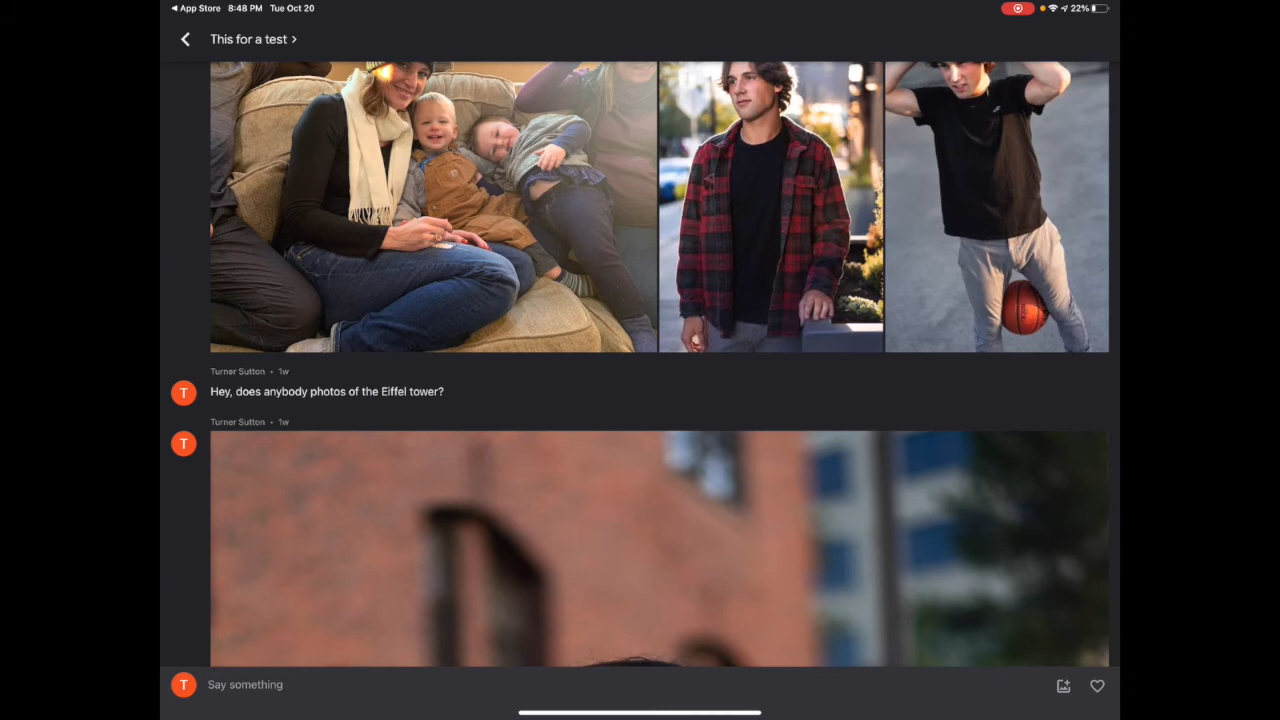 App Store 8:48 PM Tue Oct 20 22%
This for a test
Turner Sutton • 1w
T Hey, does anybody photos of the Eiffel tower?
Turner Sutton • 1w
T
T Say something